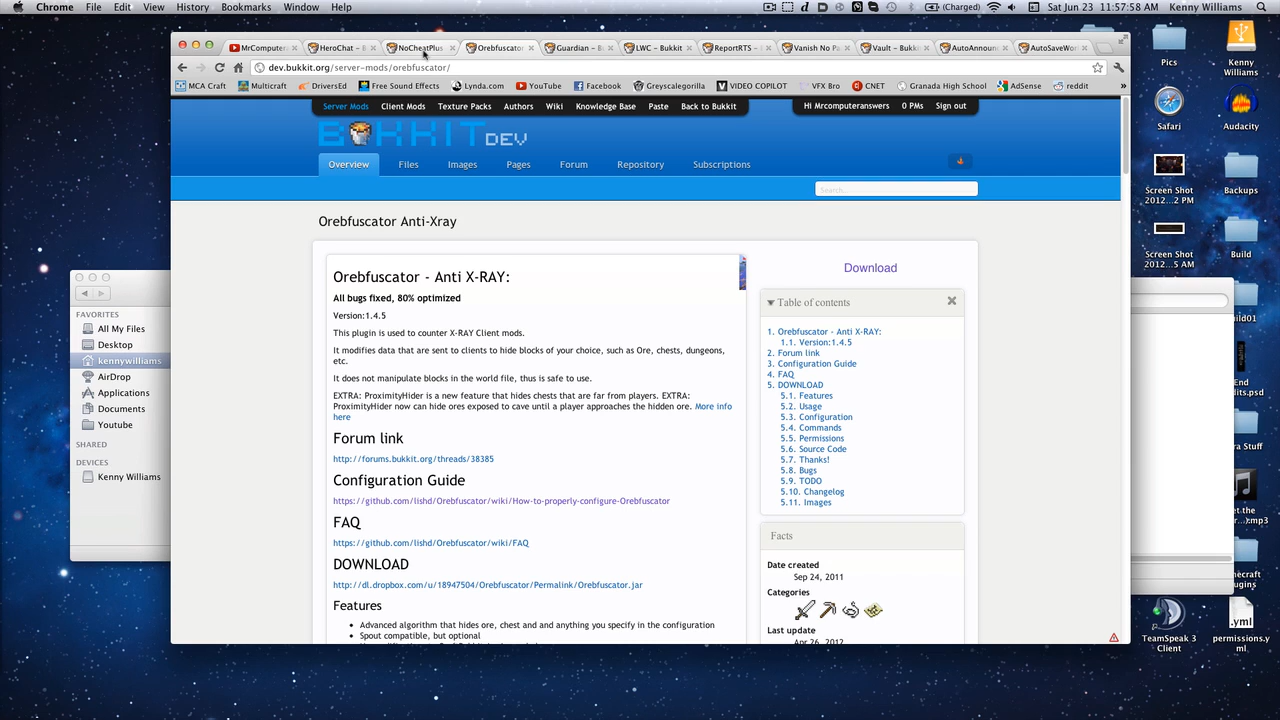 Chrome File Edit View History Bookmarks Window Help
(Charged) Sat Jun 23 11:57:58 Kenny Williams
MrComputera HeroChat - B NoCheatPlus Orebfuscator Guardian - B LWC - Bukkit ReportRTS - Vanish No Pa Vault - Bukki AutoAnnoun AutoSaveWor
dev.bukkit.org/server-mods/orebfuscator/
MCA Craft Multicraft DriversEd Free Sound Effects Lynda.com YouTube Facebook Greyscalegorilla VIDEO COPILOT VFX Bro CNET Granada High School AdSense reddit »
Server Mods Client Mods Texture Packs Authors Wiki Knowledge Base Paste Back to Bukkit
Hi Mrcomputeranswers 0 PMs Sign out
BUKKIT DEV
Overview Files Images Pages Forum Repository Subscriptions
Search...
Orebfuscator Anti-Xray
Orebfuscator - Anti X-RAY:
All bugs fixed, 80% optimized
Version:1.4.5
This plugin is used to counter X-RAY Client mods.
It modifies data that are sent to clients to hide blocks of your choice, such as Ore, chests, dungeons,
etc.
It does not manipulate blocks in the world file, thus is safe to use.
EXTRA: ProximityHider is a new feature that hides chests that are far from players. EXTRA:
ProximityHider now can hide ores exposed to cave until a player approaches the hidden ore. More info
here
Forum link
http://forums.bukkit.org/threads/38385
Configuration Guide
https://github.com/lishd/Orebfuscator/wiki/How-to-properly-configure-Orebfuscator
FAQ
https://github.com/lishd/Orebfuscator/wiki/FAQ
DOWNLOAD
http://dl.dropbox.com/u/18947504/Orebfuscator/Permalink/Orebfuscator.jar
Features
• Advanced algorithm that hides ore, chest and and anything you specify in the configuration
• Spout compatible, but optional
Download
Table of contents
1. Orebfuscator - Anti X-RAY:
1.1. Version:1.4.5
2. Forum link
3. Configuration Guide
4. FAQ
5. DOWNLOAD
5.1. Features
5.2. Usage
5.3. Configuration
5.4. Commands
5.5. Permissions
5.6. Source Code
5.7. Thanks!
5.8. Bugs
5.9. TODO
5.10. Changelog
5.11. Images
Facts
Date created
Sep 24, 2011
Categories
Last update
Apr 26, 2012
FAVORITES
All My Files
Desktop
kennywilliams
AirDrop
Applications
Documents
Youtube
SHARED
DEVICES
Kenny Williams
Pics
Kenny
Williams
Safari
Audacity
Screen Shot
2012...2 PM
Backups
Screen Shot
2012...5 AM
Build
TeamSpeak 3
Client
permissions.y
ml
.yml